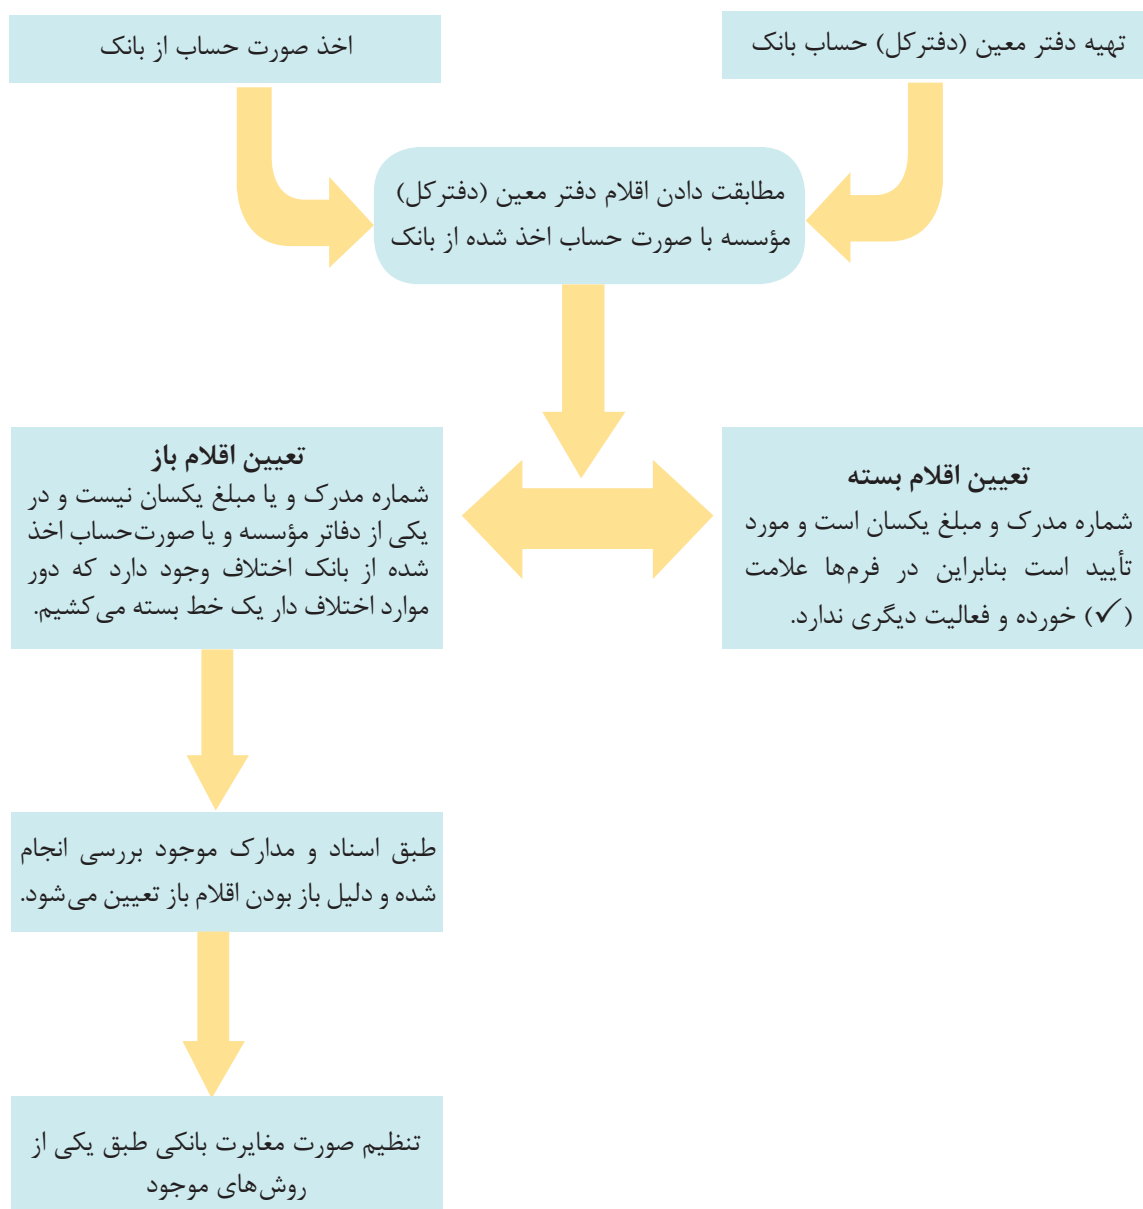 تهیه دفتر معین (دفترکل) حساب بانک
اخذ صورت حساب از بانک
مطابقت دادن اقلام دفتر معین (دفترکل)
مؤسسه با صورت حساب اخذ شده از بانک
تعیین اقلام بسته
شماره مدرک و مبلغ یکسان است و مورد
تأیید است بنابراین در فرم‌ها علامت
(✓) خورده و فعالیت دیگری ندارد.
تعیین اقلام باز
شماره مدرک و یا مبلغ یکسان نیست و در
یکی از دفاتر مؤسسه و یا صورت‌حساب اخذ
شده از بانک اختلاف وجود دارد که دور
موارد اختلاف دار یک خط بسته می‌کشیم.
طبق اسناد و مدارک موجود بررسی انجام
شده و دلیل باز بودن اقلام باز تعیین می‌شود.
تنظیم صورت مغایرت بانکی طبق یکی از
روش‌های موجود